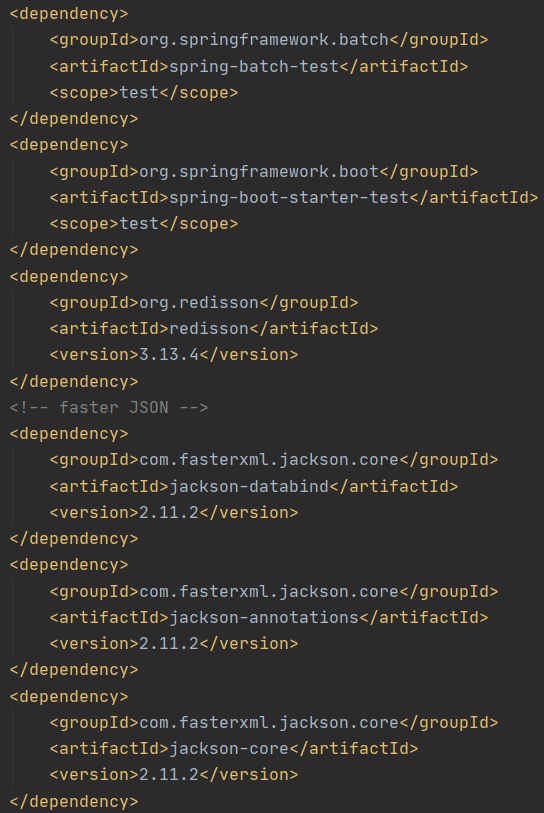 <dependency>
    <groupId>org.springframework.batch</groupId>
    <artifactId>spring-batch-test</artifactId>
    <scope>test</scope>
</dependency>
<dependency>
    <groupId>org.springframework.boot</groupId>
    <artifactId>spring-boot-starter-test</artifactId>
    <scope>test</scope>
</dependency>
<dependency>
    <groupId>org.redisson</groupId>
    <artifactId>redisson</artifactId>
    <version>3.13.4</version>
</dependency>
<!-- faster JSON -->
<dependency>
    <groupId>com.fasterxml.jackson.core</groupId>
    <artifactId>jackson-databind</artifactId>
    <version>2.11.2</version>
</dependency>
<dependency>
    <groupId>com.fasterxml.jackson.core</groupId>
    <artifactId>jackson-annotations</artifactId>
    <version>2.11.2</version>
</dependency>
<dependency>
    <groupId>com.fasterxml.jackson.core</groupId>
    <artifactId>jackson-core</artifactId>
    <version>2.11.2</version>
</dependency>